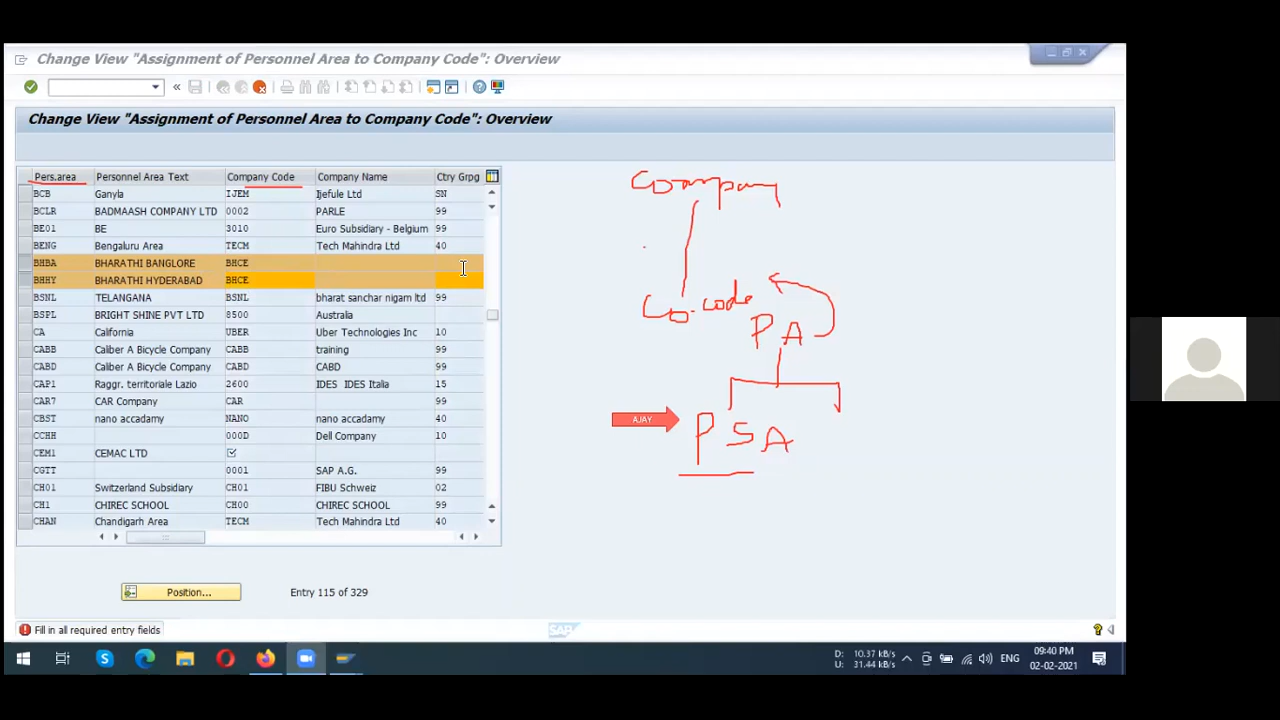 Change View "Assignment of Personnel Area to Company Code": Overview
«
Change View "Assignment of Personnel Area to Company Code": Overview
Pers.area Personnel Area Text Company Code Company Name Ctry Grpg
BCB Ganyla IJEM Ijefule Ltd SN
BCLR BADMAASH COMPANY LTD 0002 PARLE 99
BE01 BE 3010 Euro Subsidiary - Belgium 99
BENG Bengaluru Area TECM Tech Mahindra Ltd 40
BHBA BHARATHI BANGLORE BHCE
BHHY BHARATHI HYDERABAD BHCE
BSNL TELANGANA BSNL bharat sanchar nigam ltd 99
BSPL BRIGHT SHINE PVT LTD 8500 Australia
CA California UBER Uber Technologies Inc 10
CABB Caliber A Bicycle Company CABB training 99
CABD Caliber A Bicycle Company CABD CABD 99
CAP1 Raggr. territoriale Lazio 2600 IDES IDES Italia 15
CAR7 CAR Company CAR 99
CBST nano accadamy NANO nano accadamy 40
CCHH 000D Dell Company 10
CEM1 CEMAC LTD
CGTT 0001 SAP A.G. 99
CH01 Switzerland Subsidiary CH01 FIBU Schweiz 02
CH1 CHIREC SCHOOL CH00 CHIREC SCHOOL 99
CHAN Chandigarh Area TECM Tech Mahindra Ltd 40
Company
Co.code
PA
AJAY
PSA
Position... Entry 115 of 329
Fill in all required entry fields
SAP
D: 10.37 kB/s
U: 31.44 kB/s
ENG
09:40 PM
02-02-2021